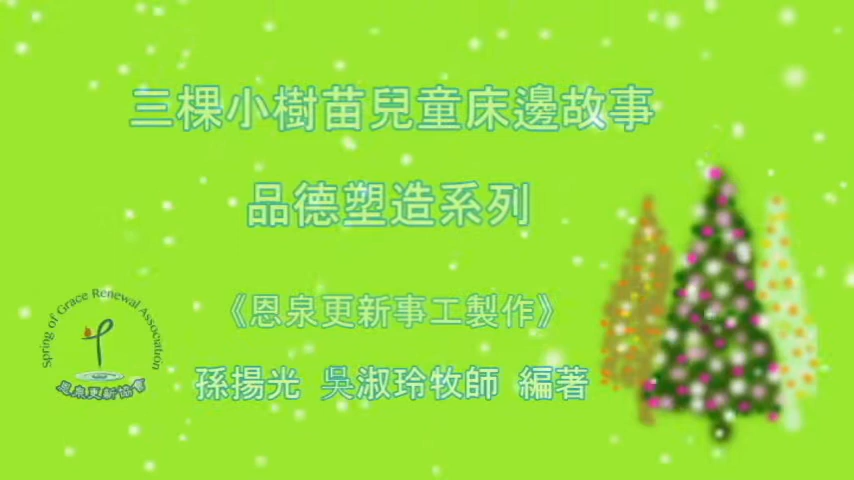 三棵小樹苗兒童床邊故事
品德塑造系列
《恩泉更新事工製作》
孫揚光 吳淑玲牧師 編著
Spring of Grace Renewal Association
恩泉更新協會